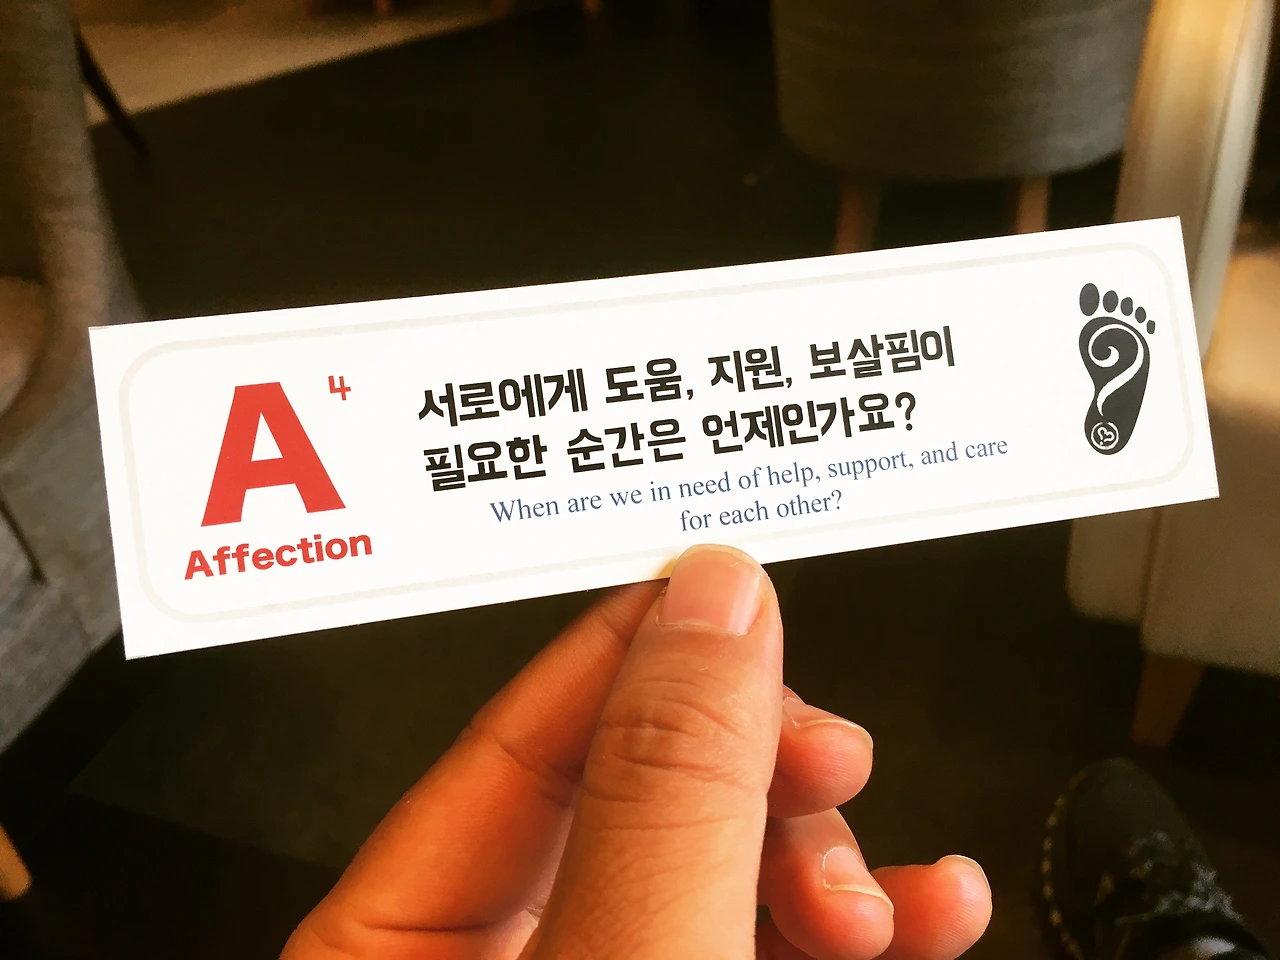 A⁴
Affection
서로에게 도움, 지원, 보살핌이
필요한 순간은 언제인가요?
When are we in need of help, support, and care
for each other?